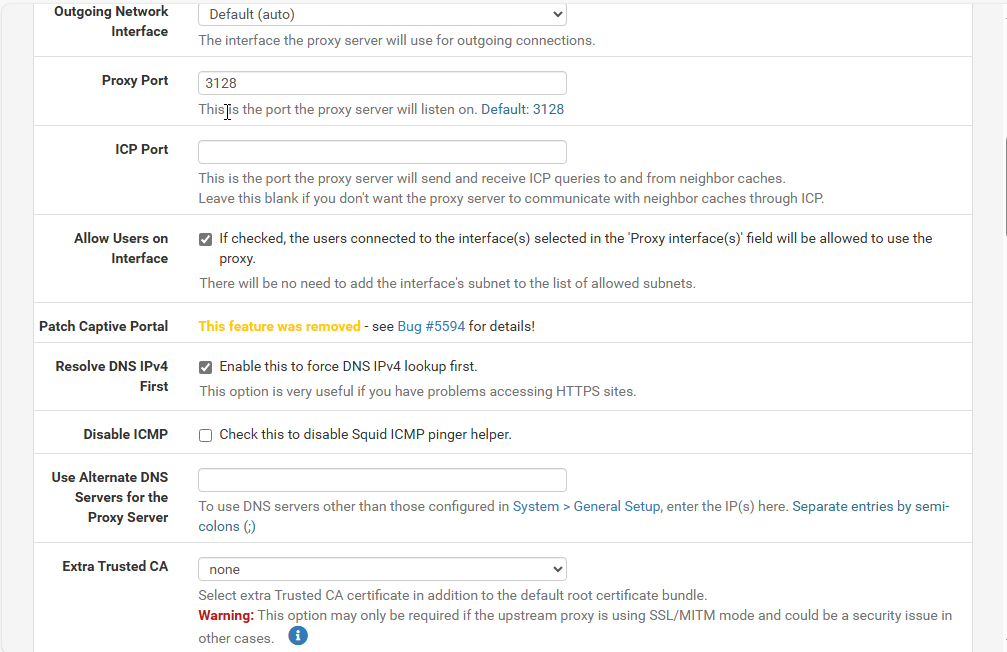 Outgoing Network
Interface
Default (auto)
The interface the proxy server will use for outgoing connections.
Proxy Port
3128
This is the port the proxy server will listen on. Default: 3128
ICP Port
This is the port the proxy server will send and receive ICP queries to and from neighbor caches.
Leave this blank if you don't want the proxy server to communicate with neighbor caches through ICP.
Allow Users on
Interface
If checked, the users connected to the interface(s) selected in the 'Proxy interface(s)' field will be allowed to use the
proxy.
There will be no need to add the interface's subnet to the list of allowed subnets.
Patch Captive Portal
This feature was removed - see Bug #5594 for details!
Resolve DNS IPv4
First
Enable this to force DNS IPv4 lookup first.
This option is very useful if you have problems accessing HTTPS sites.
Disable ICMP
Check this to disable Squid ICMP pinger helper.
Use Alternate DNS
Servers for the
Proxy Server
To use DNS servers other than those configured in System > General Setup, enter the IP(s) here. Separate entries by semi-
colons (;)
Extra Trusted CA
none
Select extra Trusted CA certificate in addition to the default root certificate bundle.
Warning: This option may only be required if the upstream proxy is using SSL/MITM mode and could be a security issue in
other cases.